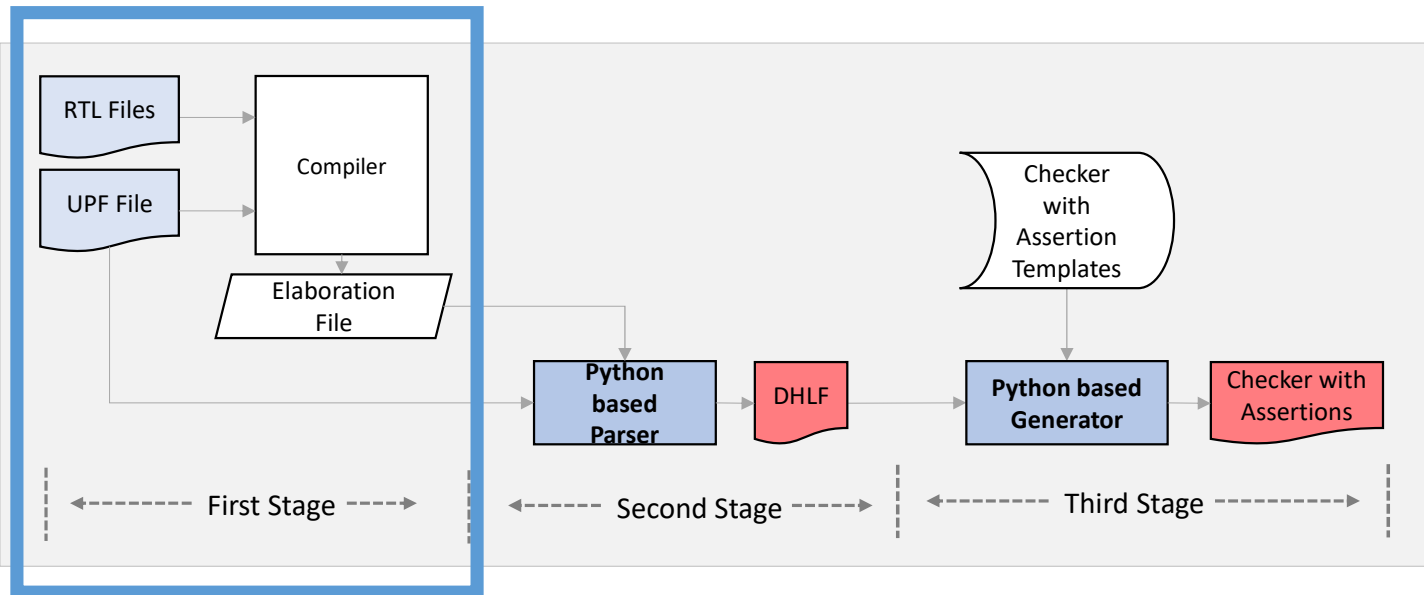 RTL Files
UPF File
Compiler
Elaboration
File
Checker
with
Assertion
Templates
Python
based
Parser
DHLF
Python based
Generator
Checker with
Assertions
First Stage
Second Stage
Third Stage